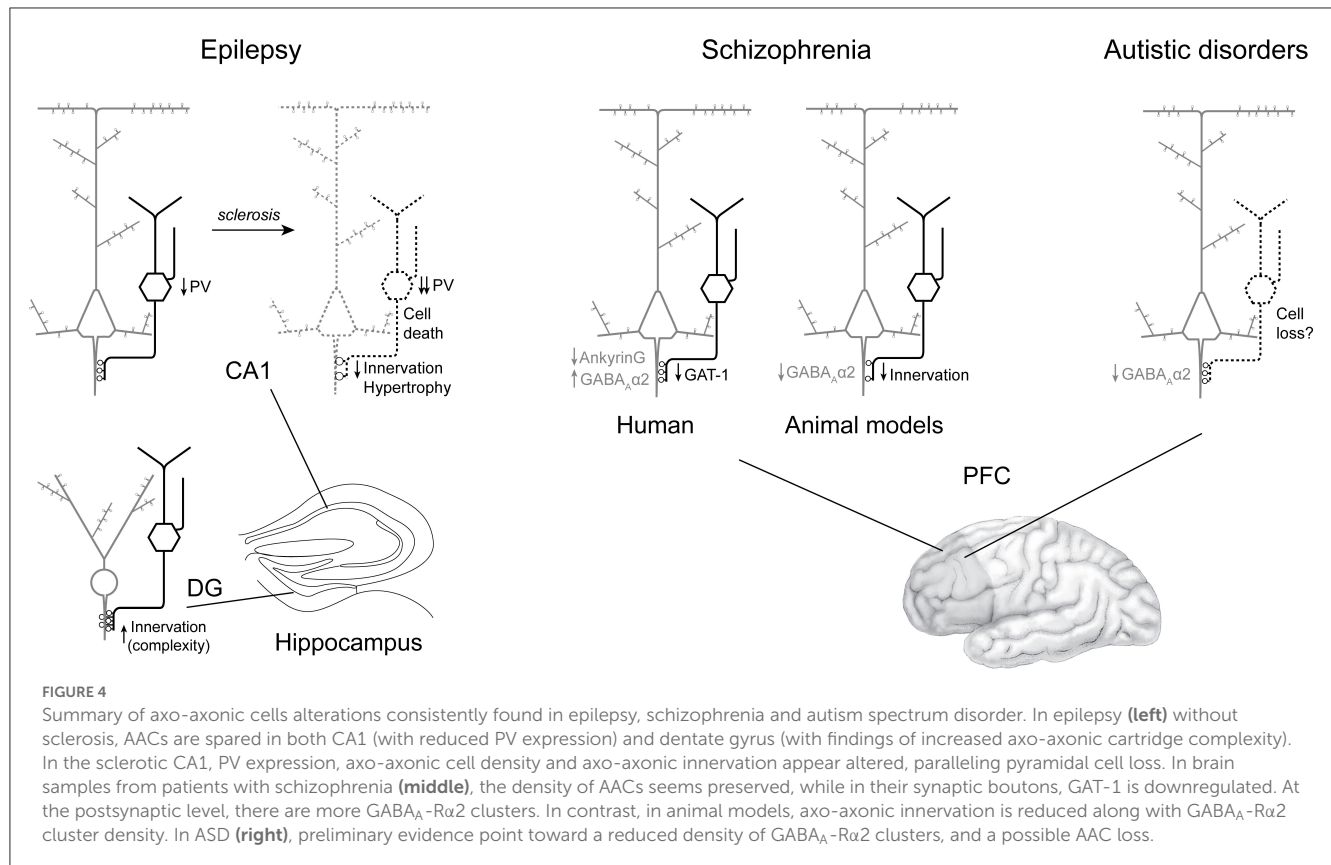 Epilepsy
Schizophrenia
Autistic disorders
sclerosis
↓PV
↓↓PV
Cell
death
↓ Innervation
Hypertrophy
CA1
↑ Innervation
(complexity)
DG
Hippocampus
↓AnkyrinG
↑GABAAα2
↓GAT-1
Human
↓GABAAα2
↓Innervation
Animal models
Cell
loss?
↓GABAAα2
PFC
FIGURE 4
Summary of axo-axonic cells alterations consistently found in epilepsy, schizophrenia and autism spectrum disorder. In epilepsy (left) without
sclerosis, AACs are spared in both CA1 (with reduced PV expression) and dentate gyrus (with findings of increased axo-axonic cartridge complexity).
In the sclerotic CA1, PV expression, axo-axonic cell density and axo-axonic innervation appear altered, paralleling pyramidal cell loss. In brain
samples from patients with schizophrenia (middle), the density of AACs seems preserved, while in their synaptic boutons, GAT-1 is downregulated. At
the postsynaptic level, there are more GABAA-Rα2 clusters. In contrast, in animal models, axo-axonic innervation is reduced along with GABAA-Rα2
cluster density. In ASD (right), preliminary evidence point toward a reduced density of GABAA-Rα2 clusters, and a possible AAC loss.